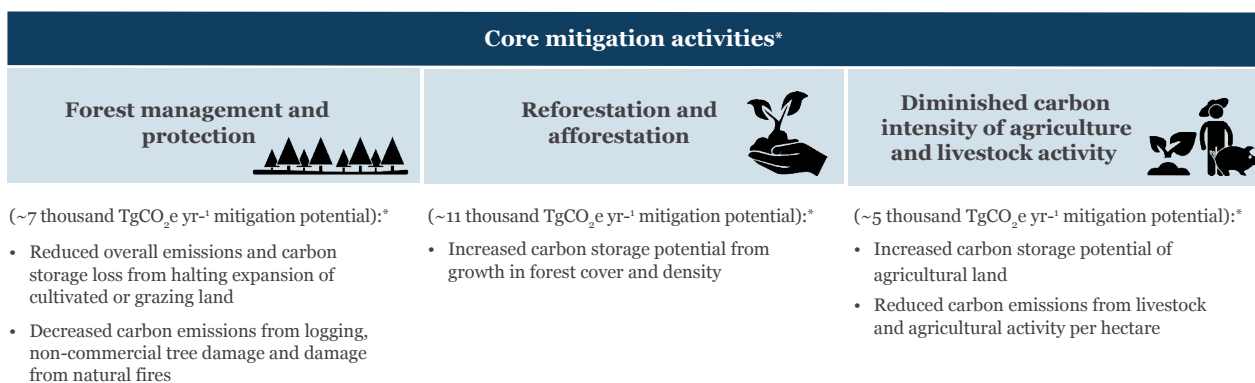 Core mitigation activities*
Forest management and
protection
Reforestation and
afforestation
Diminished carbon
intensity of agriculture
and livestock activity
(~7 thousand TgCO₂e yr-¹ mitigation potential):*
• Reduced overall emissions and carbon
storage loss from halting expansion of
cultivated or grazing land
• Decreased carbon emissions from logging,
non-commercial tree damage and damage
from natural fires
(~11 thousand TgCO₂e yr-¹ mitigation potential):*
• Increased carbon storage potential from
growth in forest cover and density
(~5 thousand TgCO₂e yr-¹ mitigation potential):*
• Increased carbon storage potential of
agricultural land
• Reduced carbon emissions from livestock
and agricultural activity per hectare